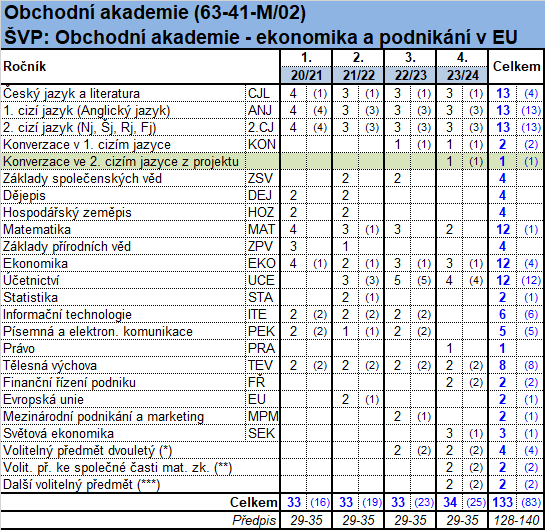 Obchodní akademie (63-41-M/02)
ŠVP: Obchodní akademie - ekonomika a podnikání v EU
Ročník 1. 2. 3. 4. Celkem
20/21 21/22 22/23 23/24
Český jazyk a literatura CJL 4 (1) 3 (1) 3 (1) 3 (1) 13 (4)
1. cizí jazyk (Anglický jazyk) ANJ 4 (4) 3 (3) 3 (3) 3 (3) 13 (13)
2. cizí jazyk (Nj, Šj, Rj, Fj) 2.CJ 4 (4) 3 (3) 3 (3) 3 (3) 13 (13)
Konverzace v 1. cizím jazyce KON 1 (1) 1 (1) 2 (2)
Konverzace ve 2. cizím jazyce z projektu 1 (1) 1 (1)
Základy společenských věd ZSV 2 2 4
Dějepis DEJ 2 2 4
Hospodářský zeměpis HOZ 2 2 4
Matematika MAT 4 3 (1) 3 2 12 (1)
Základy přírodních věd ZPV 3 1 4
Ekonomika EKO 4 (1) 2 (1) 3 (1) 3 (1) 12 (4)
Účetnictví UCE 3 (3) 5 (5) 4 (4) 12 (12)
Statistika STA 2 (1) 2 (1)
Informační technologie ITE 2 (2) 2 (2) 2 (2) 6 (6)
Písemná a elektron. komunikace PEK 2 (2) 1 (1) 2 (2) 5 (5)
Právo PRA 1 1
Tělesná výchova TEV 2 (2) 2 (2) 2 (2) 2 (2) 8 (8)
Finanční řízení podniku FŘ 2 (2) 2 (2)
Evropská unie EU 2 (1) 2 (1)
Mezinárodní podnikání a marketing MPM 2 (1) 2 (1)
Světová ekonomika SEK 3 (1) 3 (1)
Volitelný předmět dvouletý (*) 2 (2) 2 (2) 4 (4)
Volit. př. ke společné části mat. zk. (**) 2 (2) 2 (2)
Další volitelný předmět (***) 2 (2) 2 (2)
Celkem 33 (16) 33 (19) 33 (23) 34 (25) 133 (83)
Předpis 29-35 29-35 29-35 29-35 128-140